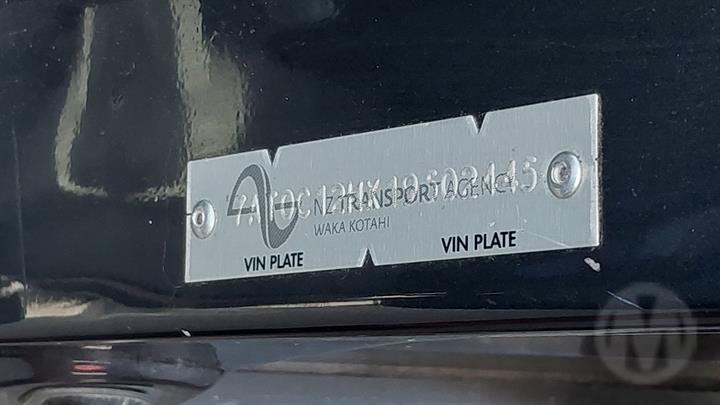 NZ TRANSPORT AGENCY
WAKA KOTAHI
VIN PLATE
VIN PLATE
M